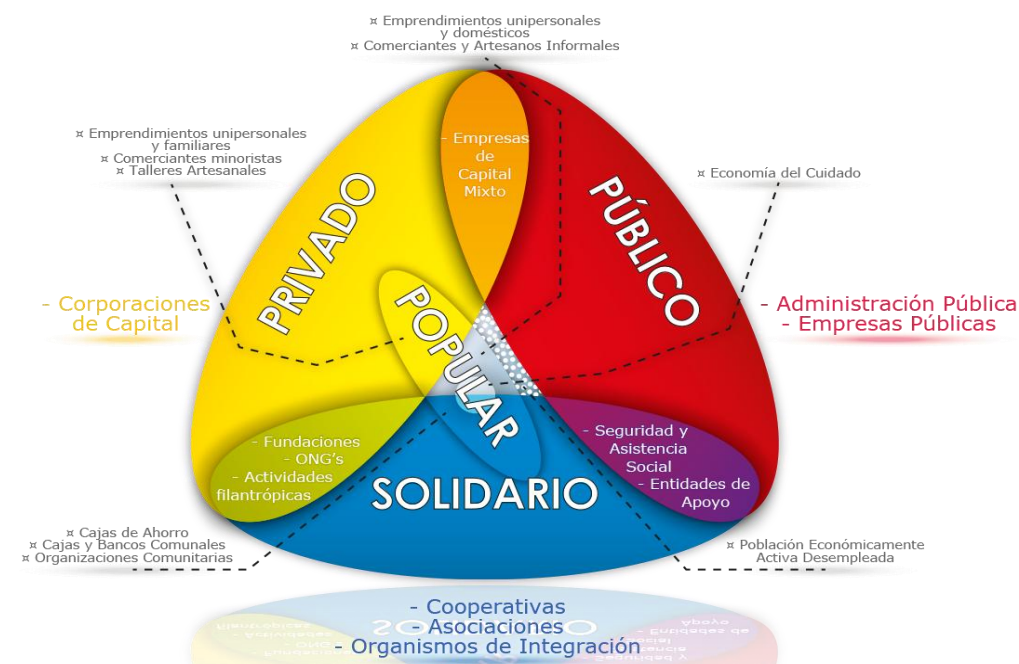 ¤ Emprendimientos unipersonales
y domésticos
¤ Comerciantes y Artesanos Informales
¤ Emprendimientos unipersonales
y familiares
¤ Comerciantes minoristas
¤ Talleres Artesanales
- Empresas
de
Capital
Mixto
¤ Economía del Cuidado
PRIVADO
PÚBLICO
POPULAR
- Corporaciones
de Capital
- Administración Pública
- Empresas Públicas
- Fundaciones
- ONG's
- Actividades
filantrópicas
- Seguridad y
Asistencia
Social
- Entidades de
Apoyo
SOLIDARIO
¤ Cajas de Ahorro
¤ Cajas y Bancos Comunales
¤ Organizaciones Comunitarias
¤ Población Económicamente
Activa Desempleada
- Cooperativas
- Asociaciones
- Organismos de Integración